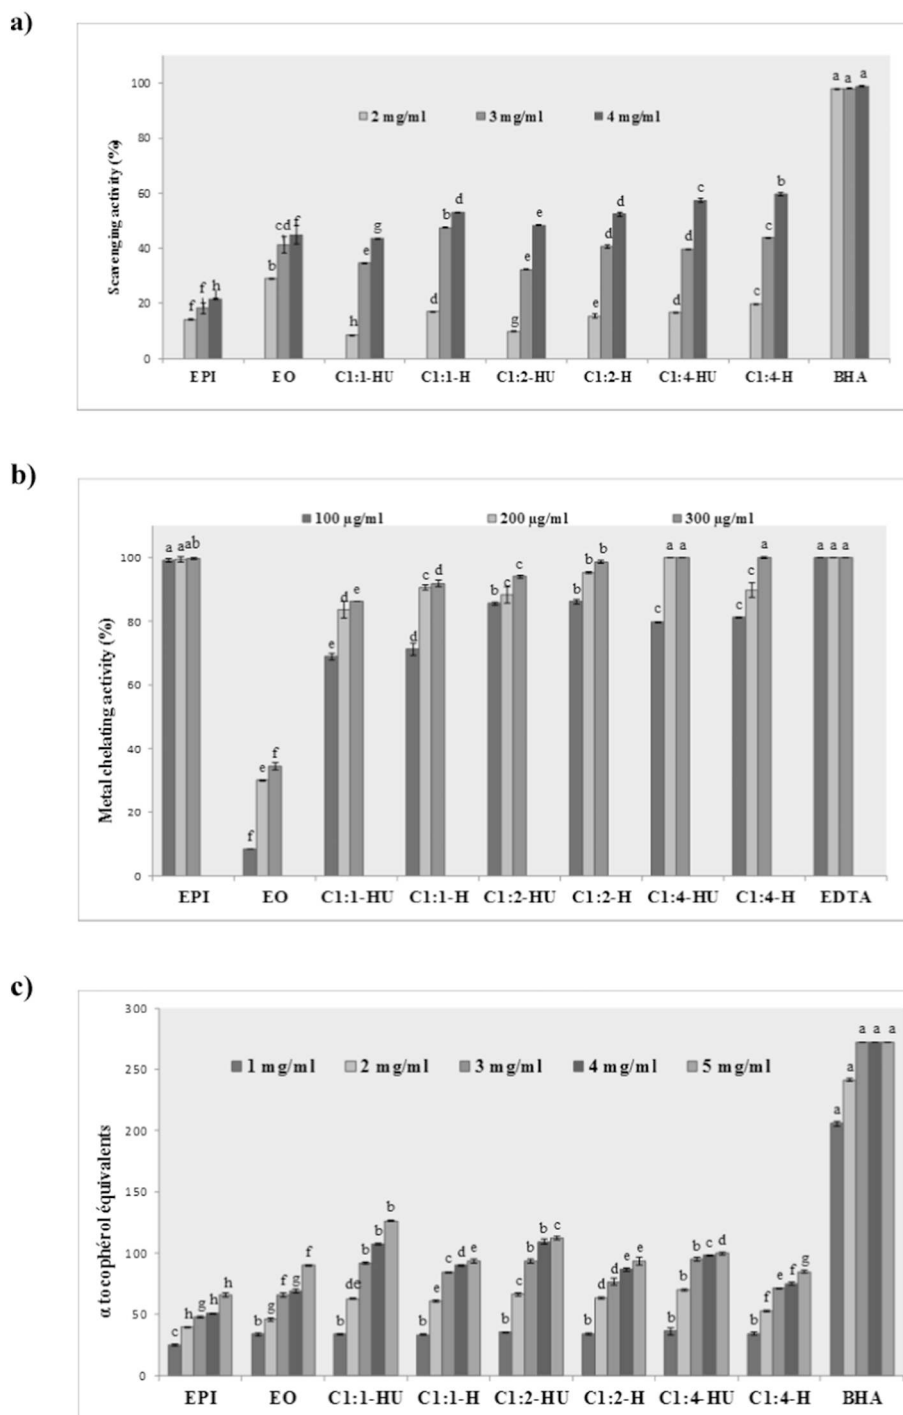 a)
Scavenging activity (%)
100
80
60
40
20
0
2 mg/ml 3 mg/ml 4 mg/ml
f f h
b cd f
h e g
d b d
g e e
e d d
d d c
c c b
a a a
EPI EO C1:1-HU C1:1-H C1:2-HU C1:2-H C1:4-HU C1:4-H BHA
b)
Metal chelating activity (%)
100
80
60
40
20
0
100 µg/ml 200 µg/ml 300 µg/ml
a a ab
f e f
e d e
d c d
b c c
b b b
c a a
c c a
a a a
EPI EO C1:1-HU C1:1-H C1:2-HU C1:2-H C1:4-HU C1:4-H EDTA
c)
α tocophérol équivalents
300
250
200
150
100
50
0
1 mg/ml 2 mg/ml 3 mg/ml 4 mg/ml 5 mg/ml
c h g h h
b g f g f
b de b b b
b e c d e
b c b b c
b d d e e
b b b c d
b f e f g
a a a a a
EPI EO C1:1-HU C1:1-H C1:2-HU C1:2-H C1:4-HU C1:4-H BHA